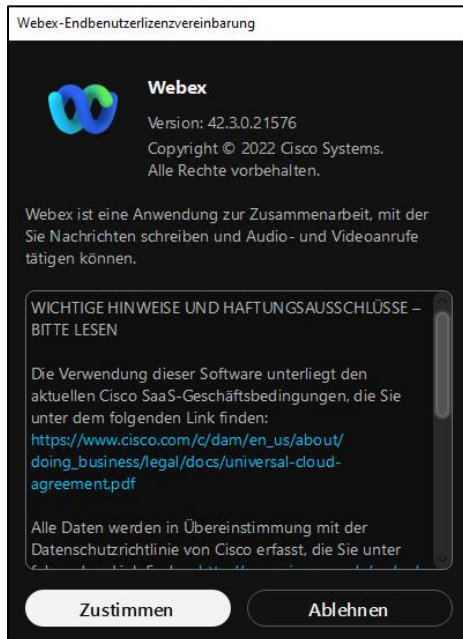 Webex-Endbenutzerlizenzvereinbarung
Webex
Version: 42.3.0.21576
Copyright © 2022 Cisco Systems.
Alle Rechte vorbehalten.
Webex ist eine Anwendung zur Zusammenarbeit, mit der
Sie Nachrichten schreiben und Audio- und Videoanrufe
tätigen können.
WICHTIGE HINWEISE UND HAFTUNGSAUSSCHLÜSSE –
BITTE LESEN
Die Verwendung dieser Software unterliegt den
aktuellen Cisco SaaS-Geschäftsbedingungen, die Sie
unter dem folgenden Link finden:
https://www.cisco.com/c/dam/en_us/about/
doing_business/legal/docs/universal-cloud-
agreement.pdf
Alle Daten werden in Übereinstimmung mit der
Datenschutzrichtlinie von Cisco erfasst, die Sie unter
Zustimmen
Ablehnen